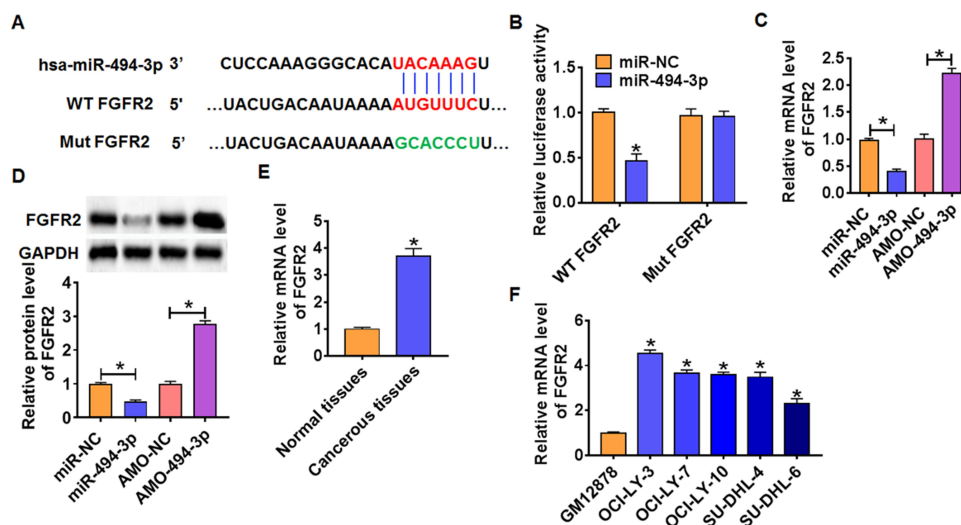 A
hsa-miR-494-3p 3’ CUCCAAAGGGCACAUACAAAGU
WT FGFR2 5' ...UACUGACAAUAAAAAUGUUUCU...
Mut FGFR2 5’ ...UACUGACAAUAAAAGCACCCUU...
B
Relative luciferase activity
miR-NC
miR-494-3p
2.0
1.5
1.0
0.5
0.0
*
WT FGFR2
Mut FGFR2
C
Relative mRNA level
of FGFR2
2.5
2.0
1.5
1.0
0.5
0.0
*
*
miR-NC
miR-494-3p
AMO-NC
AMO-494-3p
D
FGFR2
GAPDH
Relative protein level
of FGFR2
4
3
2
1
0
*
*
miR-NC
miR-494-3p
AMO-NC
AMO-494-3p
E
Relative mRNA level
of FGFR2
5
4
3
2
1
0
*
Normal tissues
Cancerous tissues
F
Relative mRNA level
of FGFR2
6
4
2
0
*
*
*
*
*
GM12878
OCI-LY-3
OCI-LY-7
OCI-LY-10
SU-DHL-4
SU-DHL-6